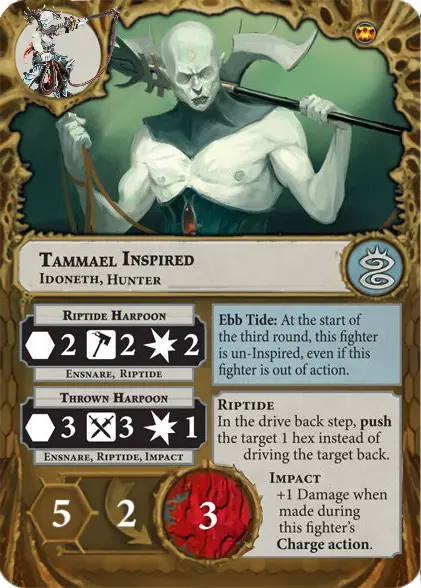 Tammael Inspired
Idoneth, Hunter
Riptide Harpoon
2 2 2
Ensnare, Riptide
Thrown Harpoon
3 3 1
Ensnare, Riptide, Impact
Ebb Tide: At the start
of the third round, this fighter
is un-Inspired, even if this
fighter is out of action.
Riptide
In the drive back step, push
the target 1 hex instead of
driving the target back.
Impact
+1 Damage when
made during
this fighter's
Charge action.
5 2 3